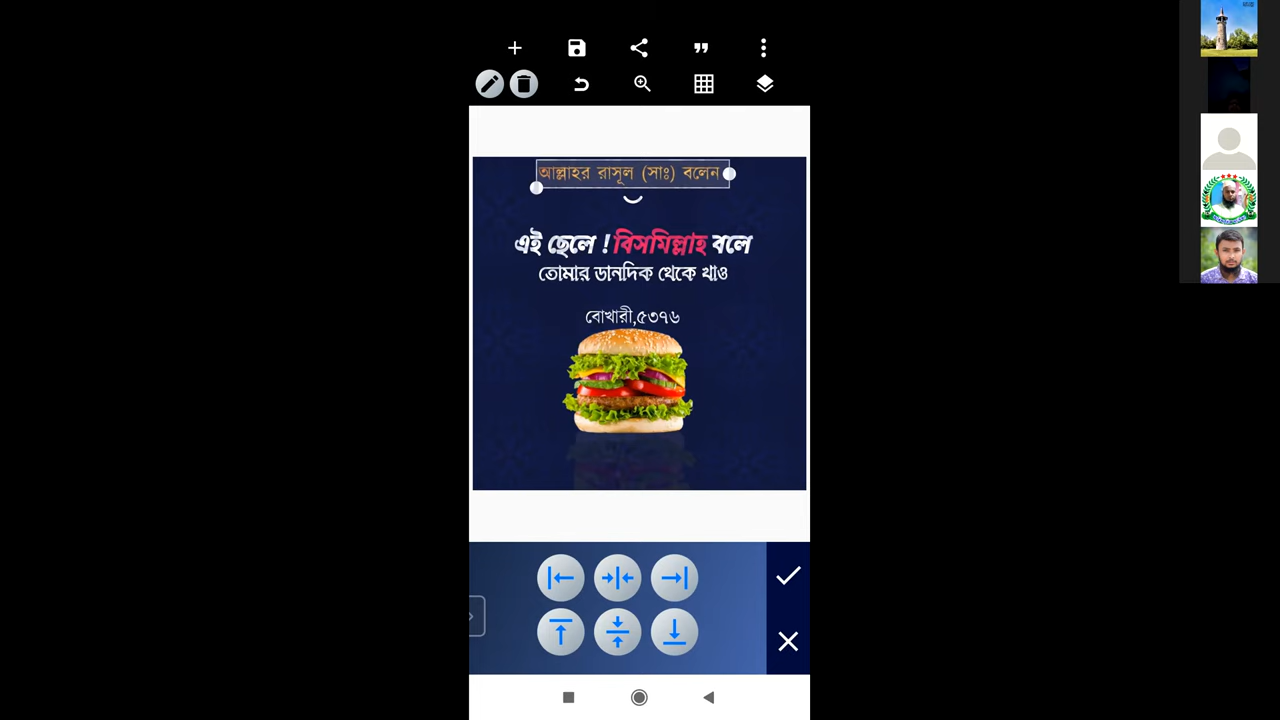 আল্লাহর রাসূল (সাঃ) বলেন
এই ছেলে ! বিসমিল্লাহ বলে
তোমার ডানদিক থেকে খাও
বোখারী,৫৩৭৬